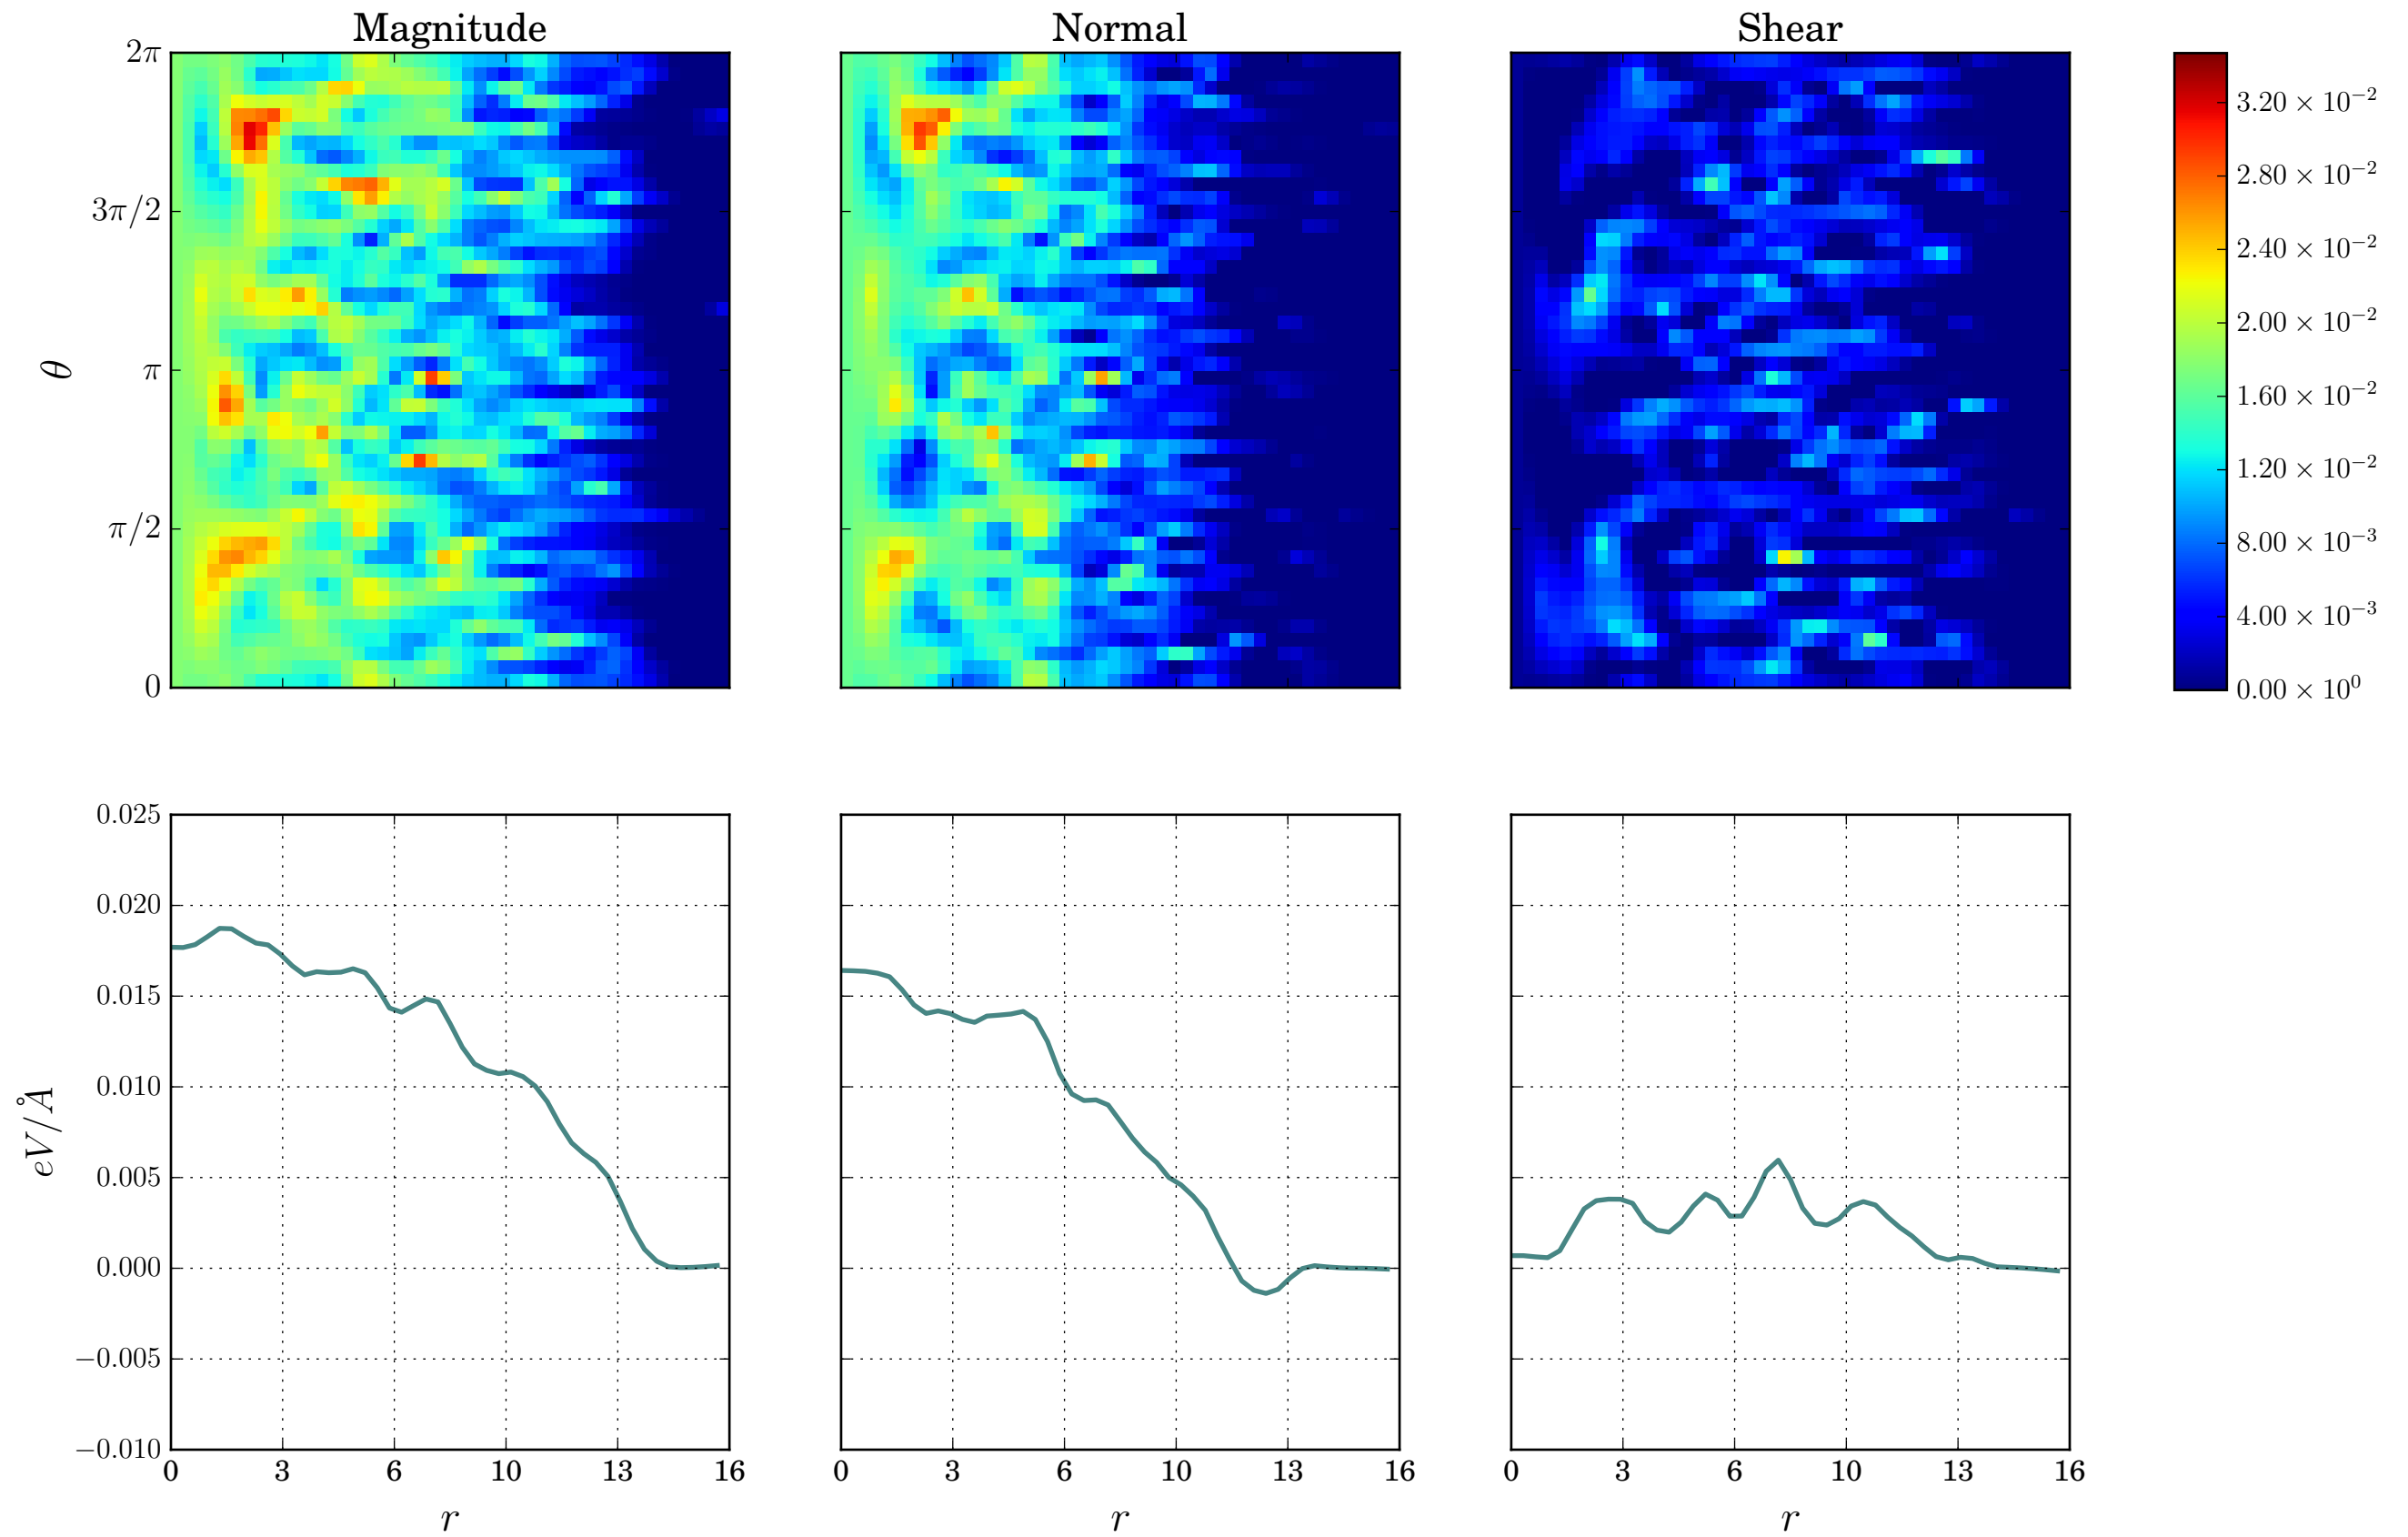 Magnitude Normal Shear
2π
3π/2
π
π/2
0
θ
3.20 × 10⁻²
2.80 × 10⁻²
2.40 × 10⁻²
2.00 × 10⁻²
1.60 × 10⁻²
1.20 × 10⁻²
8.00 × 10⁻³
4.00 × 10⁻³
0.00 × 10⁰
0.025
0.020
0.015
0.010
0.005
0.000
−0.005
−0.010
eV/Å
0 3 6 10 13 16 0 3 6 10 13 16 0 3 6 10 13 16
r r r